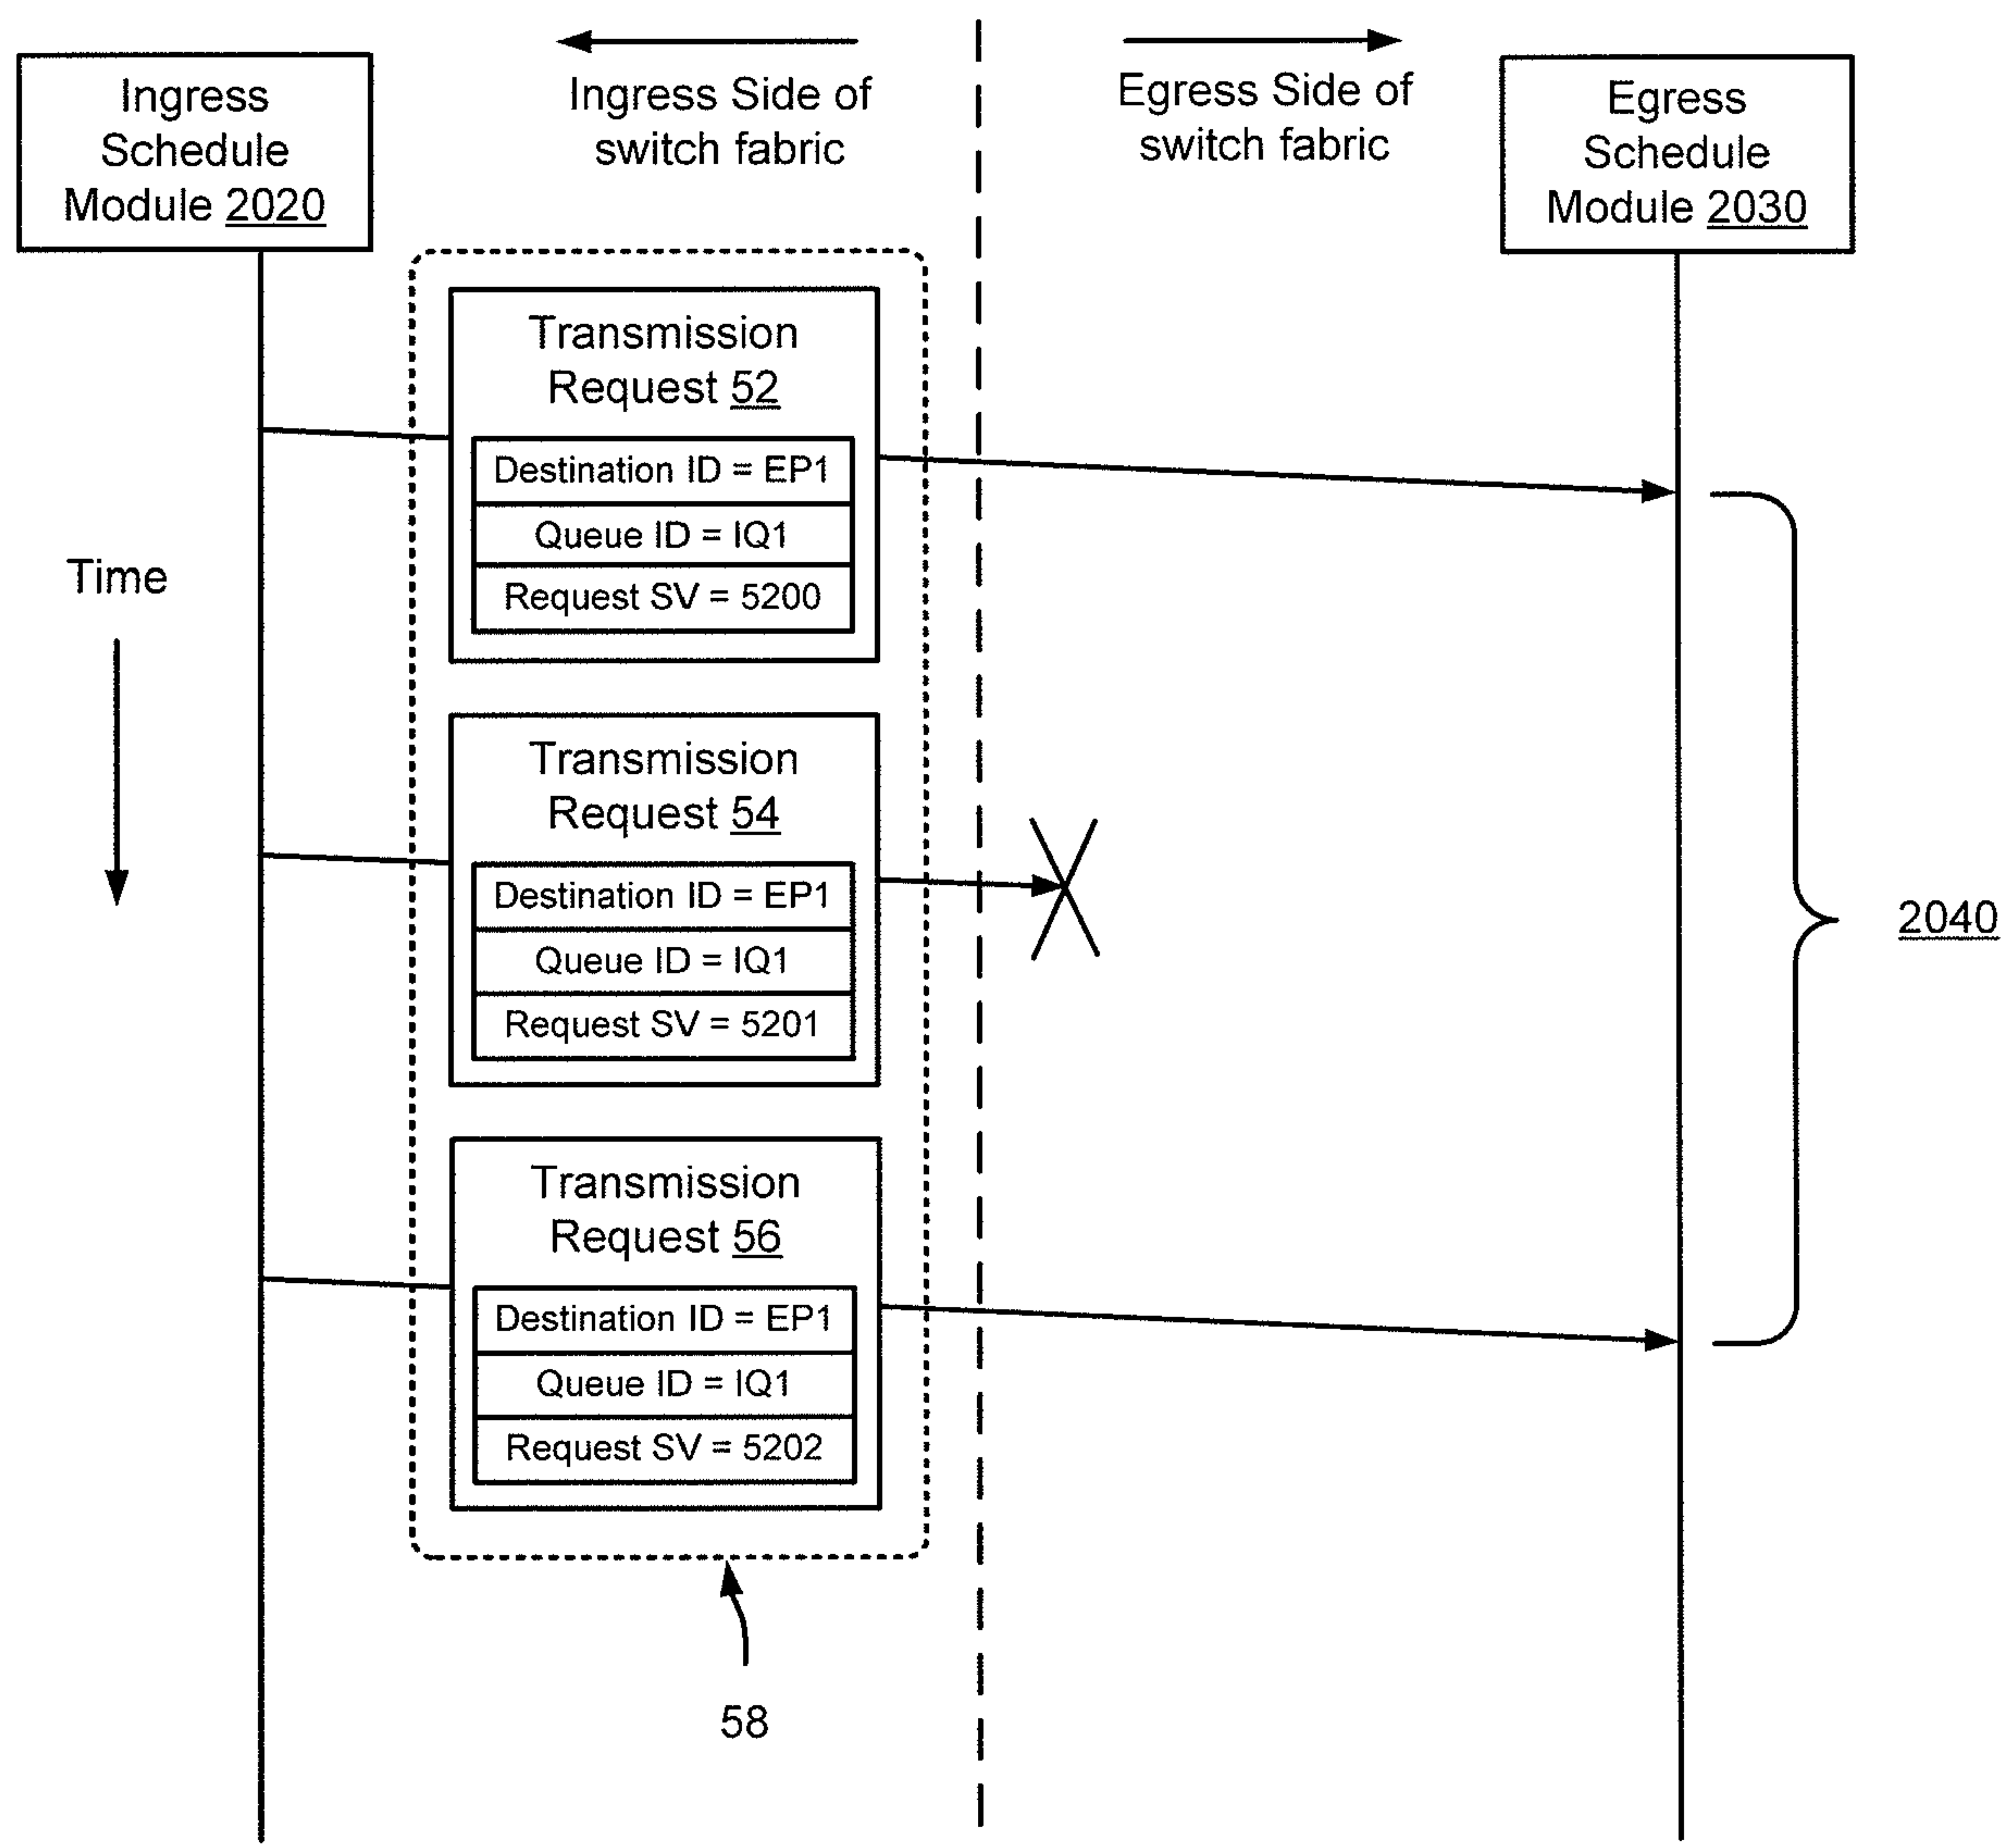 Ingress
Schedule
Module 2020
Ingress Side of
switch fabric
Egress Side of
switch fabric
Egress
Schedule
Module 2030
Time
Transmission
Request 52
Destination ID = EP1
Queue ID = IQ1
Request SV = 5200
Transmission
Request 54
Destination ID = EP1
Queue ID = IQ1
Request SV = 5201
2040
Transmission
Request 56
Destination ID = EP1
Queue ID = IQ1
Request SV = 5202
58